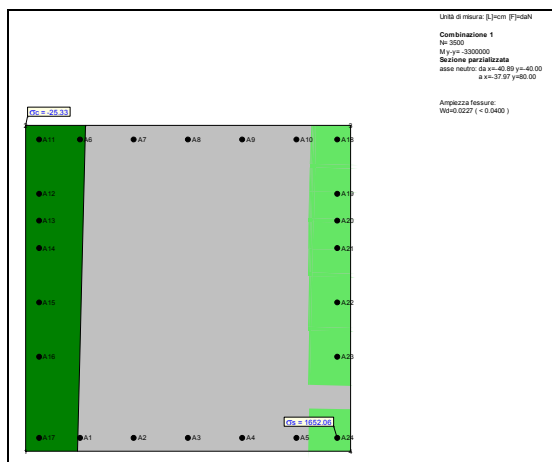 Unità di misura: [L]=cm [F]=daN
Combinazione 1
N= 3500
M y-y= -3300000
Sezione parzializzata
asse neutro: da x=-40.89 y=-40.00
a x=-37.97 y=80.00
Ampiezza fessure:
Wd=0.0227 ( < 0.0400 )
σc = -25.33
A11 A6 A7 A8 A9 A10 A18
A12 A19
A13 A20
A14 A21
A15 A22
A16 A23
σs = 1652.06
A17 A1 A2 A3 A4 A5 A24